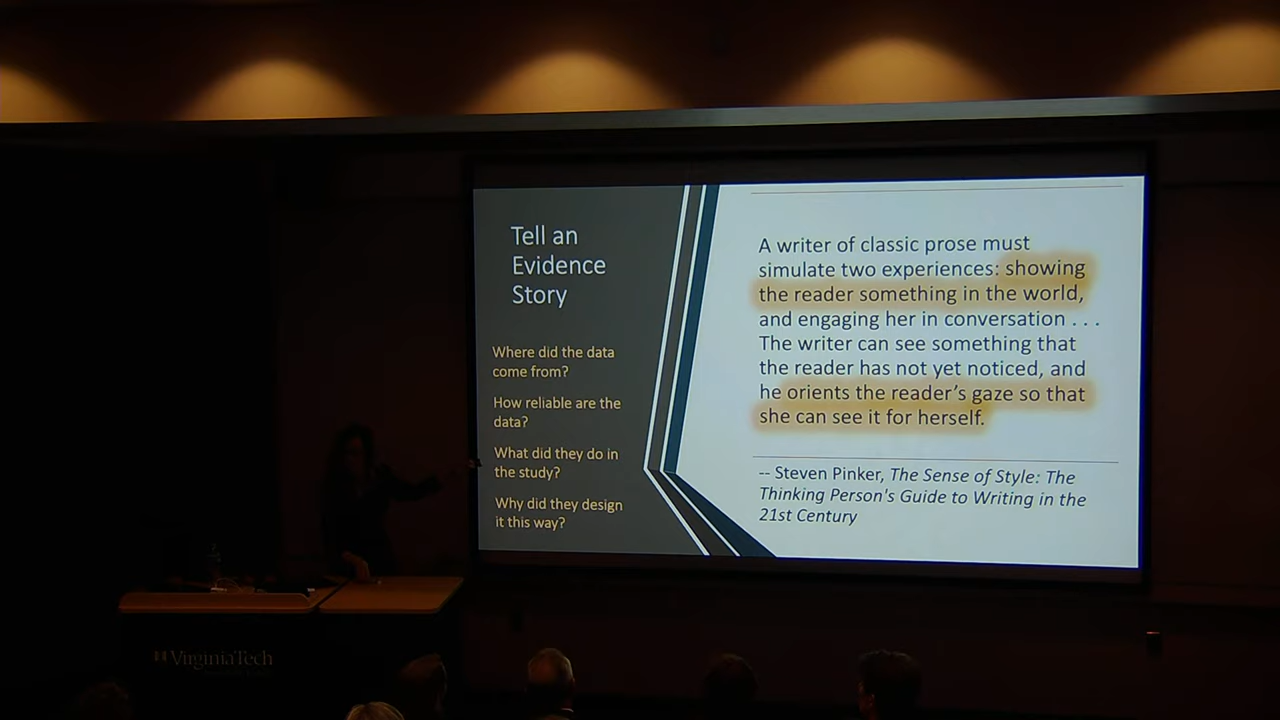 Tell an
Evidence
Story
Where did the data
come from?
How reliable are the
data?
What did they do in
the study?
Why did they design
it this way?
A writer of classic prose must
simulate two experiences: showing
the reader something in the world,
and engaging her in conversation . . .
The writer can see something that
the reader has not yet noticed, and
he orients the reader's gaze so that
she can see it for herself.
-- Steven Pinker, The Sense of Style: The
Thinking Person's Guide to Writing in the
21st Century
VirginiaTech